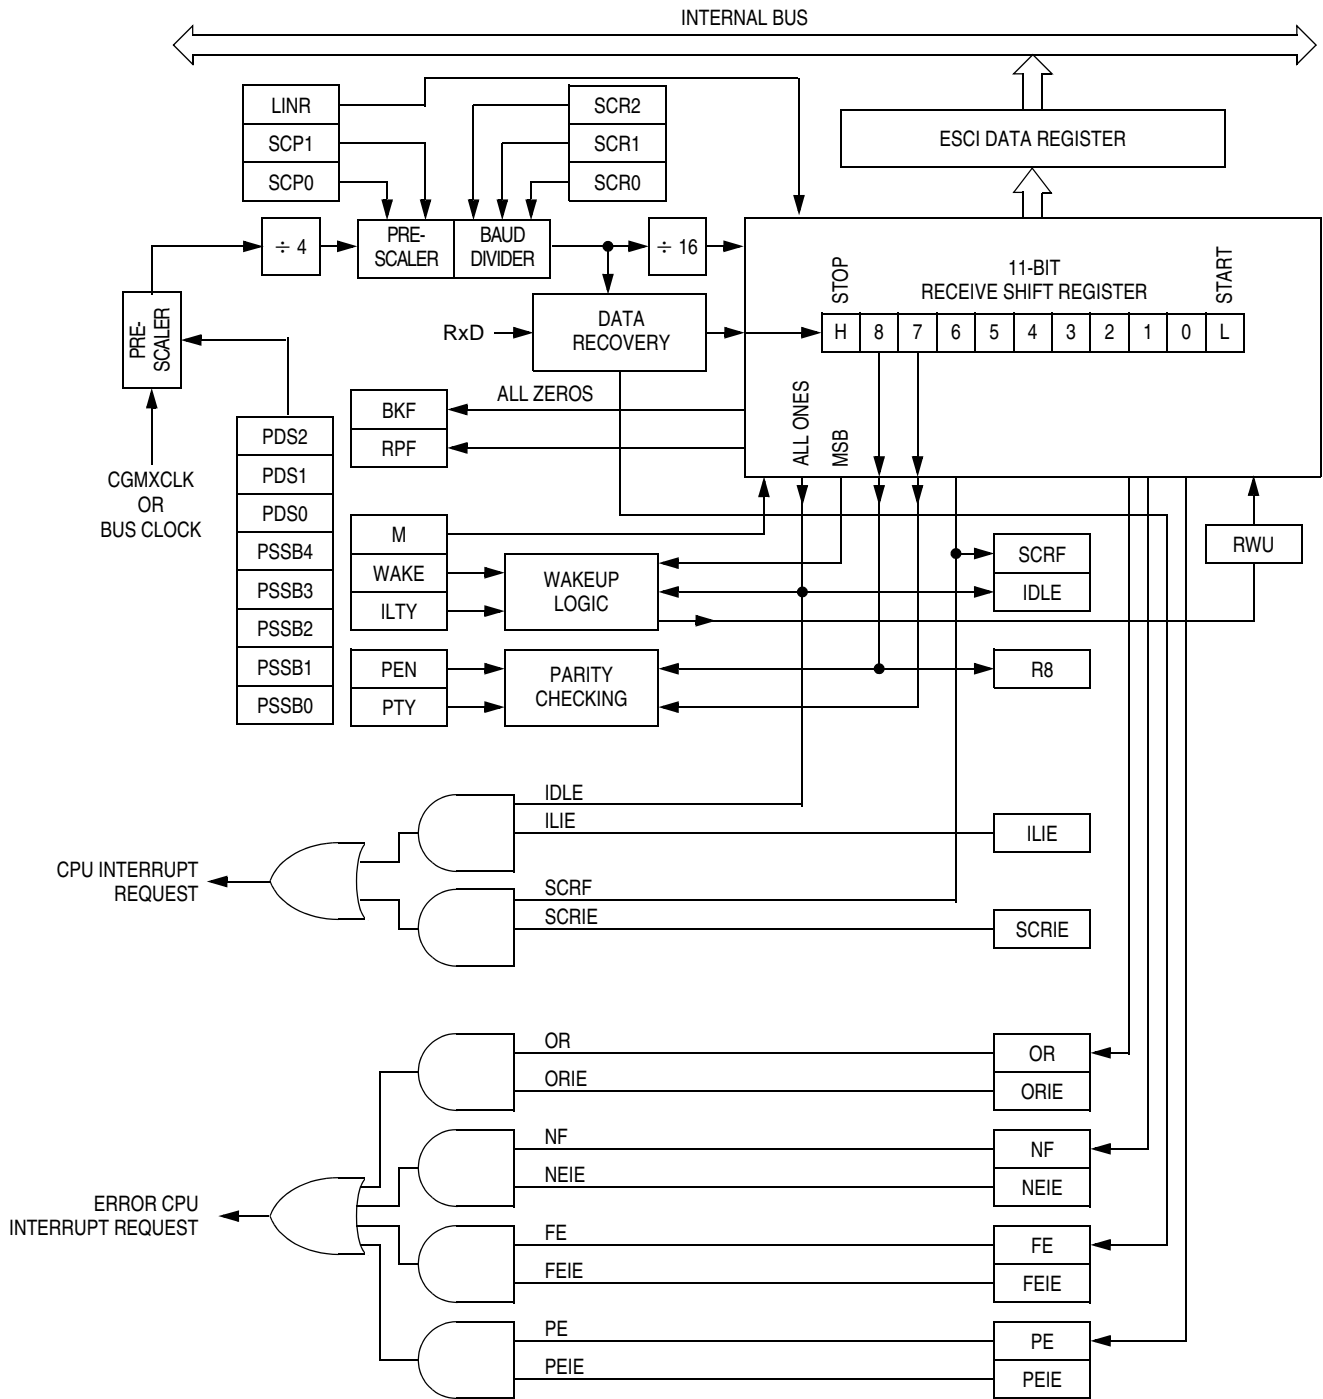 INTERNAL BUS
LINR
SCP1
SCP0
SCR2
SCR1
SCR0
ESCI DATA REGISTER
÷ 4
PRE-
SCALER
BAUD
DIVIDER
÷ 16
PRE-
SCALER
RxD
DATA
RECOVERY
STOP
11-BIT
RECEIVE SHIFT REGISTER
START
H 8 7 6 5 4 3 2 1 0 L
ALL ZEROS
ALL ONES
MSB
BKF
RPF
CGMXCLK
OR
BUS CLOCK
PDS2
PDS1
PDS0
PSSB4
PSSB3
PSSB2
PSSB1
PSSB0
M
WAKE
ILTY
WAKEUP
LOGIC
SCRF
IDLE
RWU
PEN
PTY
PARITY
CHECKING
R8
IDLE
ILIE
ILIE
CPU INTERRUPT
REQUEST
SCRF
SCRIE
SCRIE
OR
ORIE
OR
ORIE
NF
NEIE
NF
NEIE
ERROR CPU
INTERRUPT REQUEST
FE
FEIE
FE
FEIE
PE
PEIE
PE
PEIE